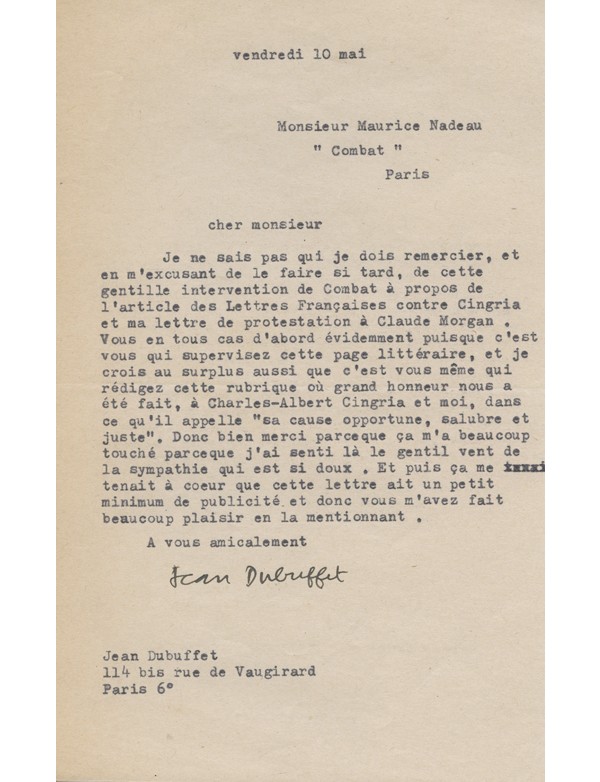 vendredi 10 mai
Monsieur Maurice Nadeau
" Combat "
Paris
cher monsieur
Je ne sais pas qui je dois remercier, et
en m'excusant de le faire si tard, de cette
gentille intervention de Combat à propos de
l'article des Lettres Françaises contre Cingria
et ma lettre de protestation à Claude Morgan .
Vous en tous cas d'abord évidemment puisque c'est
vous qui supervisez cette page littéraire, et je
crois au surplus aussi que c'est vous même qui
rédigez cette rubrique où grand honneur nous a
été fait, à Charles-Albert Cingria et moi, dans
ce qu'il appelle "sa cause opportune, salubre et
juste". Donc bien merci parceque ça m'a beaucoup
touché parceque j'ai senti là le gentil vent de
la sympathie qui est si doux . Et puis ça me
tenait à coeur que cette lettre ait un petit
minimum de publicité et donc vous m'avez fait
beaucoup plaisir en la mentionnant .
A vous amicalement
Jean Dubuffet
Jean Dubuffet
114 bis rue de Vaugirard
Paris 6°